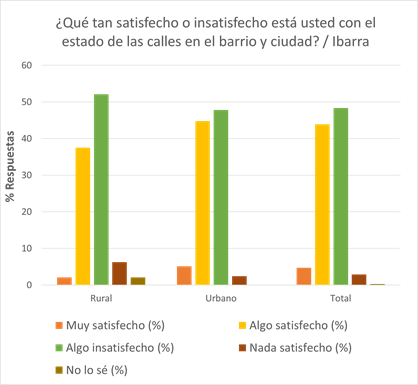 ¿Qué tan satisfecho o insatisfecho está usted con el
estado de las calles en el barrio y ciudad? / Ibarra
60
50
40
30
20
10
0
% Respuestas
Rural Urbano Total
Muy satisfecho (%) Algo satisfecho (%)
Algo insatisfecho (%) Nada satisfecho (%)
No lo sé (%)